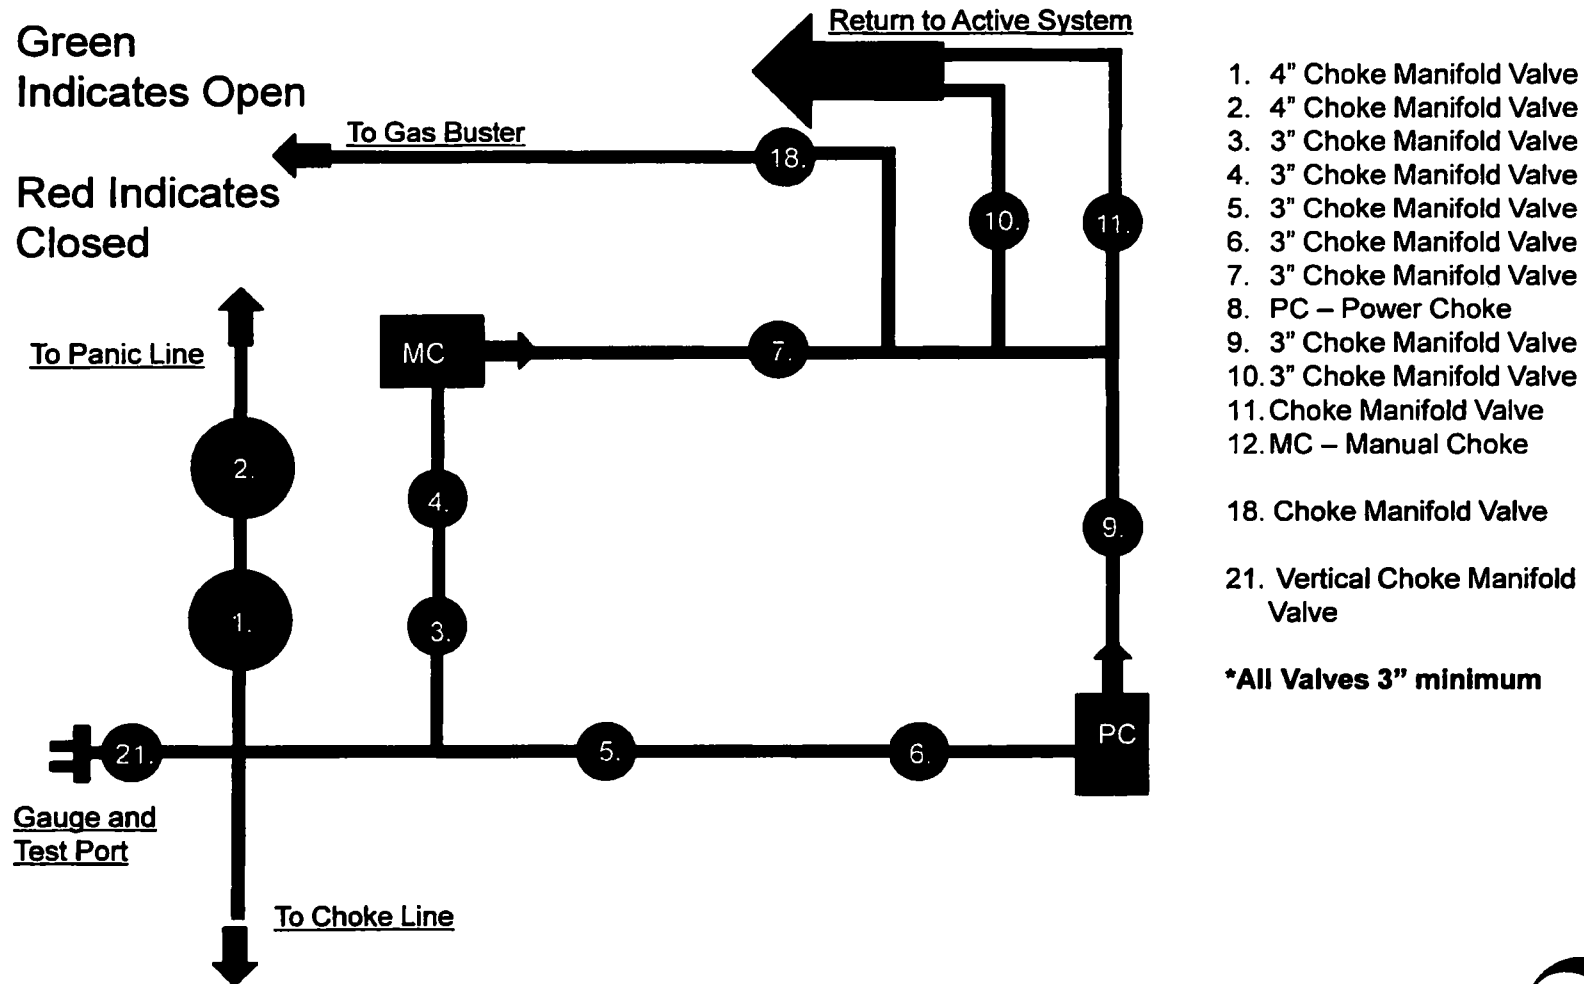 Green
Indicates Open
Red Indicates
Closed
Return to Active System
To Gas Buster
18.
10.
11.
To Panic Line
MC
7.
2.
4.
9.
1.
3.
21.
5.
6.
PC
Gauge and
Test Port
To Choke Line
1. 4" Choke Manifold Valve
2. 4" Choke Manifold Valve
3. 3" Choke Manifold Valve
4. 3" Choke Manifold Valve
5. 3" Choke Manifold Valve
6. 3" Choke Manifold Valve
7. 3" Choke Manifold Valve
8. PC – Power Choke
9. 3" Choke Manifold Valve
10. 3" Choke Manifold Valve
11. Choke Manifold Valve
12. MC – Manual Choke
18. Choke Manifold Valve
21. Vertical Choke Manifold
Valve
*All Valves 3” minimum